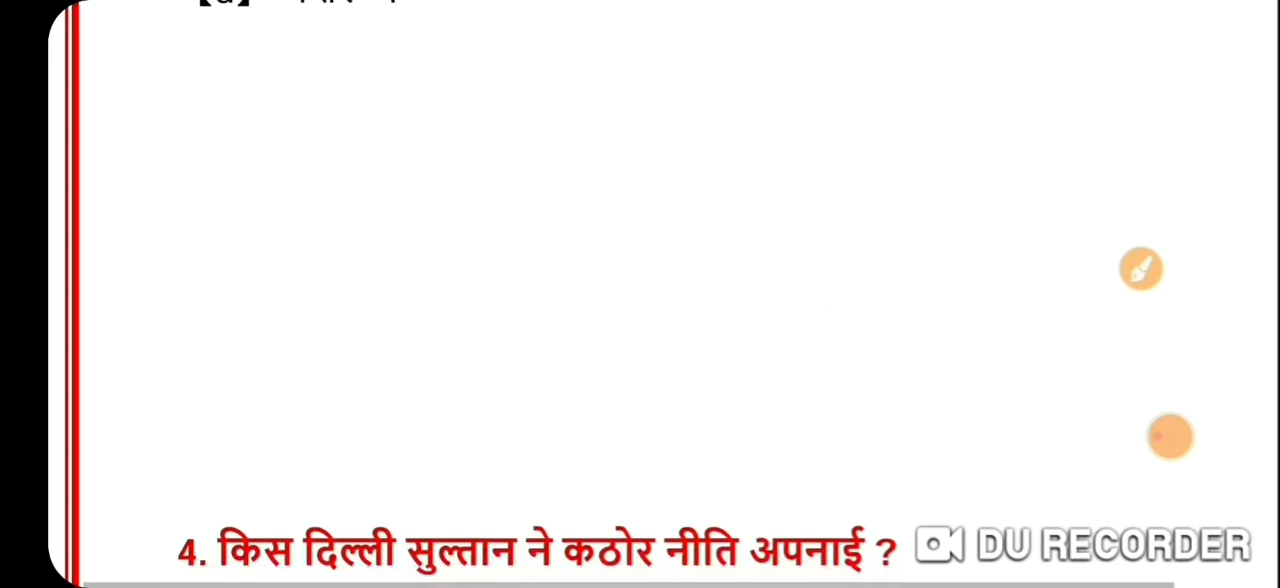 【d】
4. किस दिल्ली सुल्तान ने कठोर नीति अपनाई ?
DU RECORDER